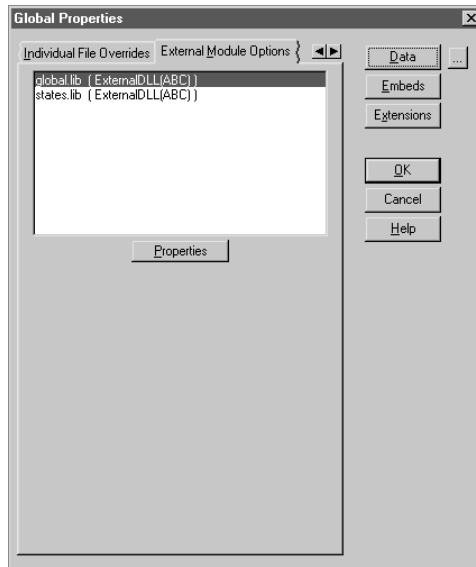 Global Properties
Individual File Overrides
External Module Options
global.lib ( ExternalDLL(ABC) )
states.lib ( ExternalDLL(ABC) )
Properties
Data
...
Embeds
Extensions
OK
Cancel
Help